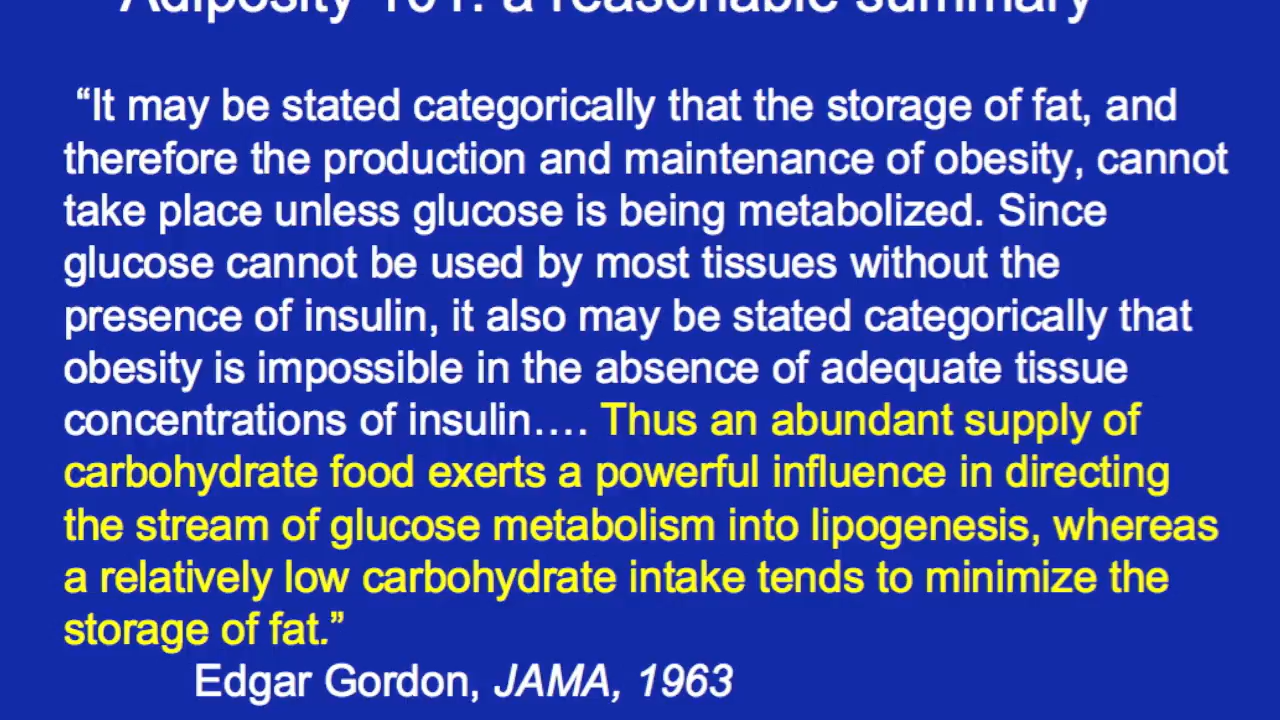 Adiposity 101: a reasonable summary
“It may be stated categorically that the storage of fat, and
therefore the production and maintenance of obesity, cannot
take place unless glucose is being metabolized. Since
glucose cannot be used by most tissues without the
presence of insulin, it also may be stated categorically that
obesity is impossible in the absence of adequate tissue
concentrations of insulin…. Thus an abundant supply of
carbohydrate food exerts a powerful influence in directing
the stream of glucose metabolism into lipogenesis, whereas
a relatively low carbohydrate intake tends to minimize the
storage of fat.”
Edgar Gordon, JAMA, 1963